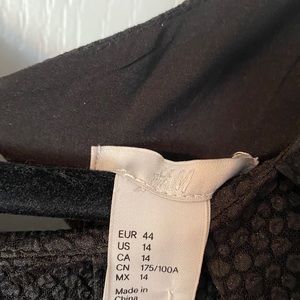 H&M
EUR 44
US 14
CA 14
CN 175/100A
MX 14
Made in
China